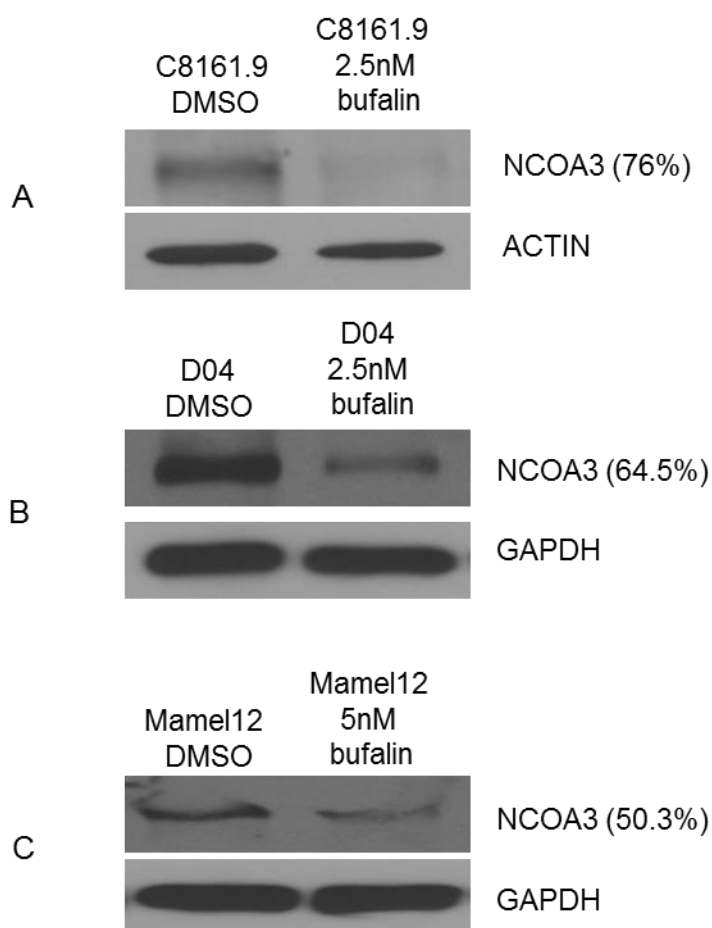 C8161.9
DMSO
C8161.9
2.5nM
bufalin
NCOA3 (76%)
A
ACTIN
D04
DMSO
D04
2.5nM
bufalin
NCOA3 (64.5%)
B
GAPDH
Mamel12
DMSO
Mamel12
5nM
bufalin
NCOA3 (50.3%)
C
GAPDH